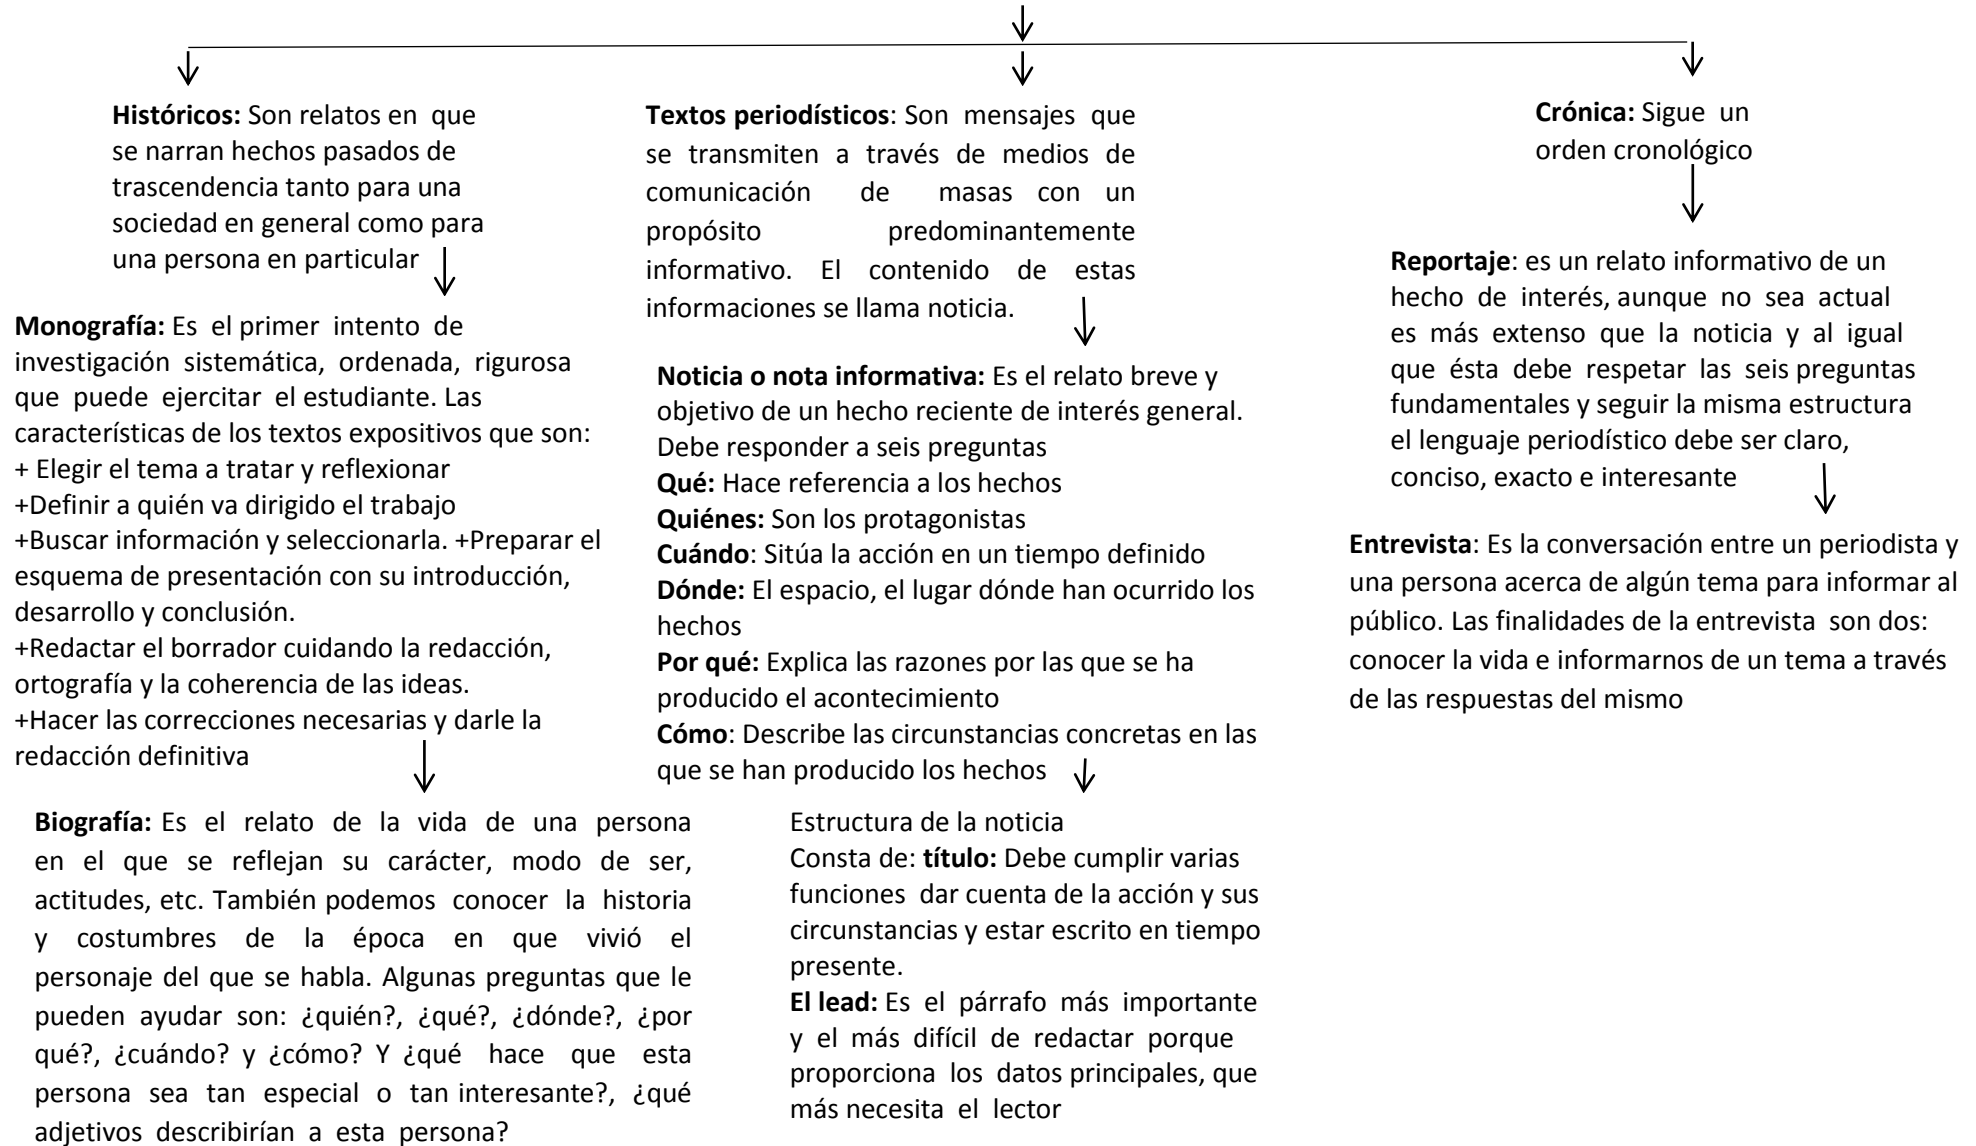 Históricos: Son relatos en que
se narran hechos pasados de
trascendencia tanto para una
sociedad en general como para
una persona en particular
Monografía: Es el primer intento de
investigación sistemática, ordenada, rigurosa
que puede ejercitar el estudiante. Las
características de los textos expositivos que son:
+ Elegir el tema a tratar y reflexionar
+Definir a quién va dirigido el trabajo
+Buscar información y seleccionarla. +Preparar el
esquema de presentación con su introducción,
desarrollo y conclusión.
+Redactar el borrador cuidando la redacción,
ortografía y la coherencia de las ideas.
+Hacer las correcciones necesarias y darle la
redacción definitiva
Biografía: Es el relato de la vida de una persona
en el que se reflejan su carácter, modo de ser,
actitudes, etc. También podemos conocer la historia
y costumbres de la época en que vivió el
personaje del que se habla. Algunas preguntas que le
pueden ayudar son: ¿quién?, ¿qué?, ¿dónde?, ¿por
qué?, ¿cuándo? y ¿cómo? Y ¿qué hace que esta
persona sea tan especial o tan interesante?, ¿qué
adjetivos describirían a esta persona?
Textos periodísticos: Son mensajes que
se transmiten a través de medios de
comunicación de masas con un
propósito predominantemente
informativo. El contenido de estas
informaciones se llama noticia.
Noticia o nota informativa: Es el relato breve y
objetivo de un hecho reciente de interés general.
Debe responder a seis preguntas
Qué: Hace referencia a los hechos
Quiénes: Son los protagonistas
Cuándo: Sitúa la acción en un tiempo definido
Dónde: El espacio, el lugar dónde han ocurrido los
hechos
Por qué: Explica las razones por las que se ha
producido el acontecimiento
Cómo: Describe las circunstancias concretas en las
que se han producido los hechos
Estructura de la noticia
Consta de: título: Debe cumplir varias
funciones dar cuenta de la acción y sus
circunstancias y estar escrito en tiempo
presente.
El lead: Es el párrafo más importante
y el más difícil de redactar porque
proporciona los datos principales, que
más necesita el lector
Crónica: Sigue un
orden cronológico
Reportaje: es un relato informativo de un
hecho de interés, aunque no sea actual
es más extenso que la noticia y al igual
que ésta debe respetar las seis preguntas
fundamentales y seguir la misma estructura
el lenguaje periodístico debe ser claro,
conciso, exacto e interesante
Entrevista: Es la conversación entre un periodista y
una persona acerca de algún tema para informar al
público. Las finalidades de la entrevista son dos:
conocer la vida e informarnos de un tema a través
de las respuestas del mismo